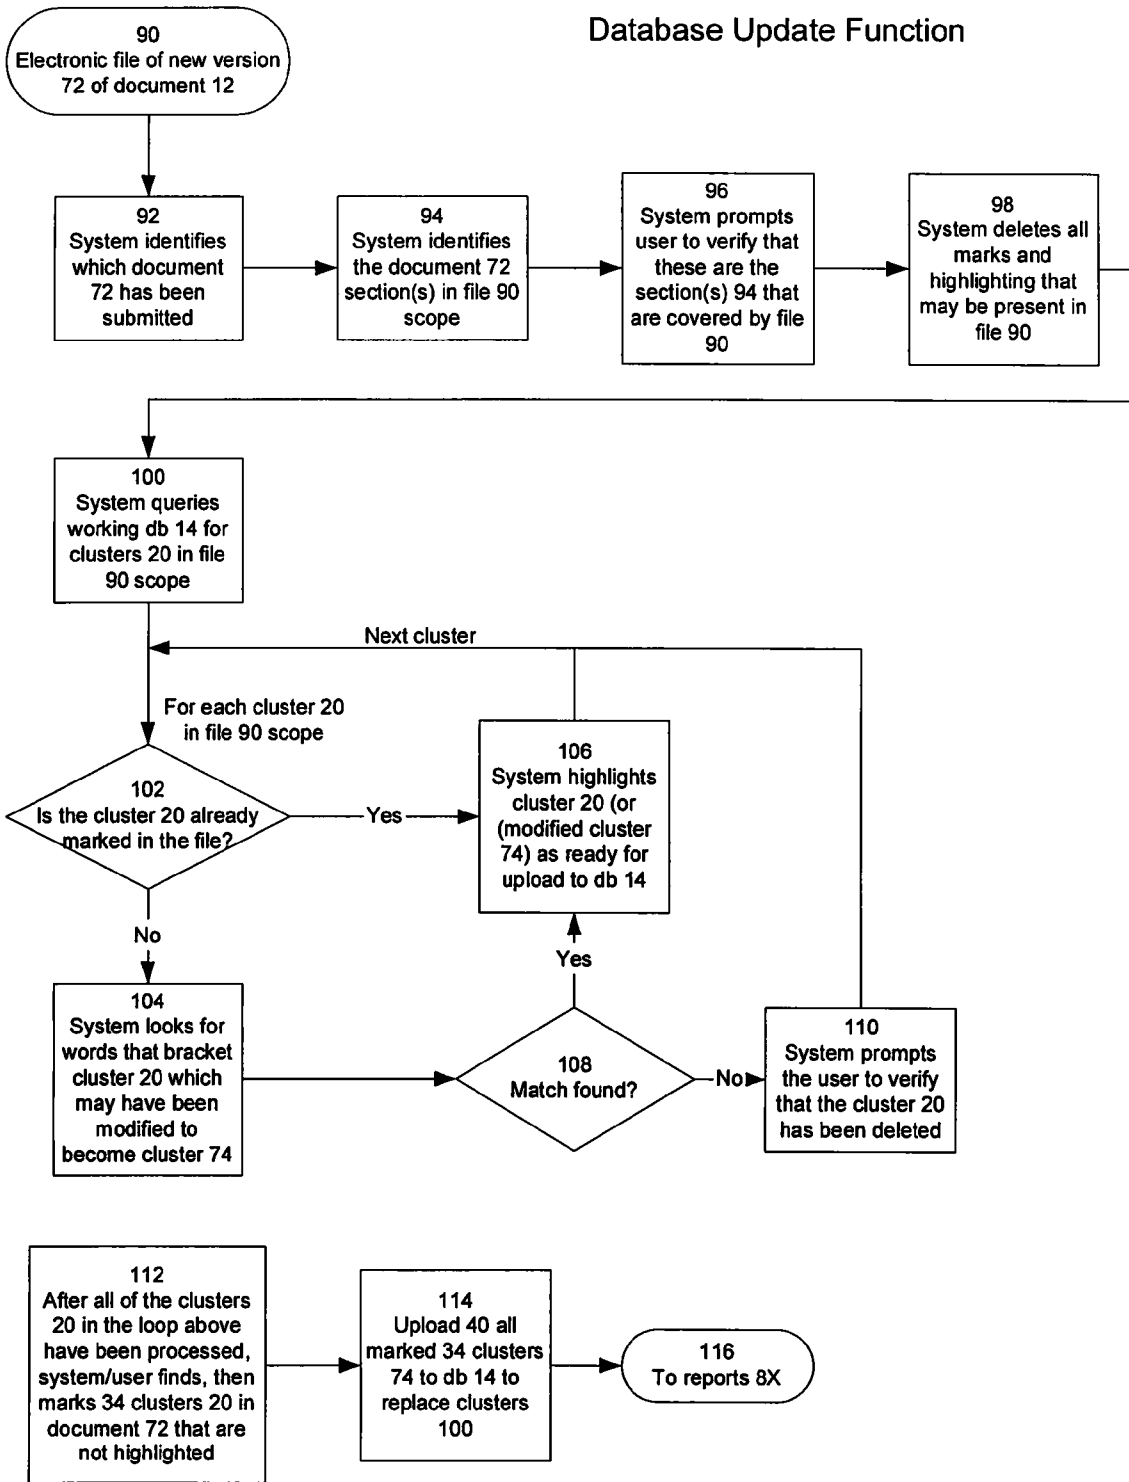 Database Update Function
90
Electronic file of new version
72 of document 12
92
System identifies
which document
72 has been
submitted
94
System identifies
the document 72
section(s) in file 90
scope
96
System prompts
user to verify that
these are the
section(s) 94 that
are covered by file
90
98
System deletes all
marks and
highlighting that
may be present in
file 90
100
System queries
working db 14 for
clusters 20 in file
90 scope
Next cluster
For each cluster 20
in file 90 scope
102
Is the cluster 20 already
marked in the file?
Yes
106
System highlights
cluster 20 (or
(modified cluster
74) as ready for
upload to db 14
No
Yes
104
System looks for
words that bracket
cluster 20 which
may have been
modified to
become cluster 74
108
Match found?
No
110
System prompts
the user to verify
that the cluster 20
has been deleted
112
After all of the clusters
20 in the loop above
have been processed,
system/user finds, then
marks 34 clusters 20 in
document 72 that are
not highlighted
114
Upload 40 all
marked 34 clusters
74 to db 14 to
replace clusters
100
116
To reports 8X